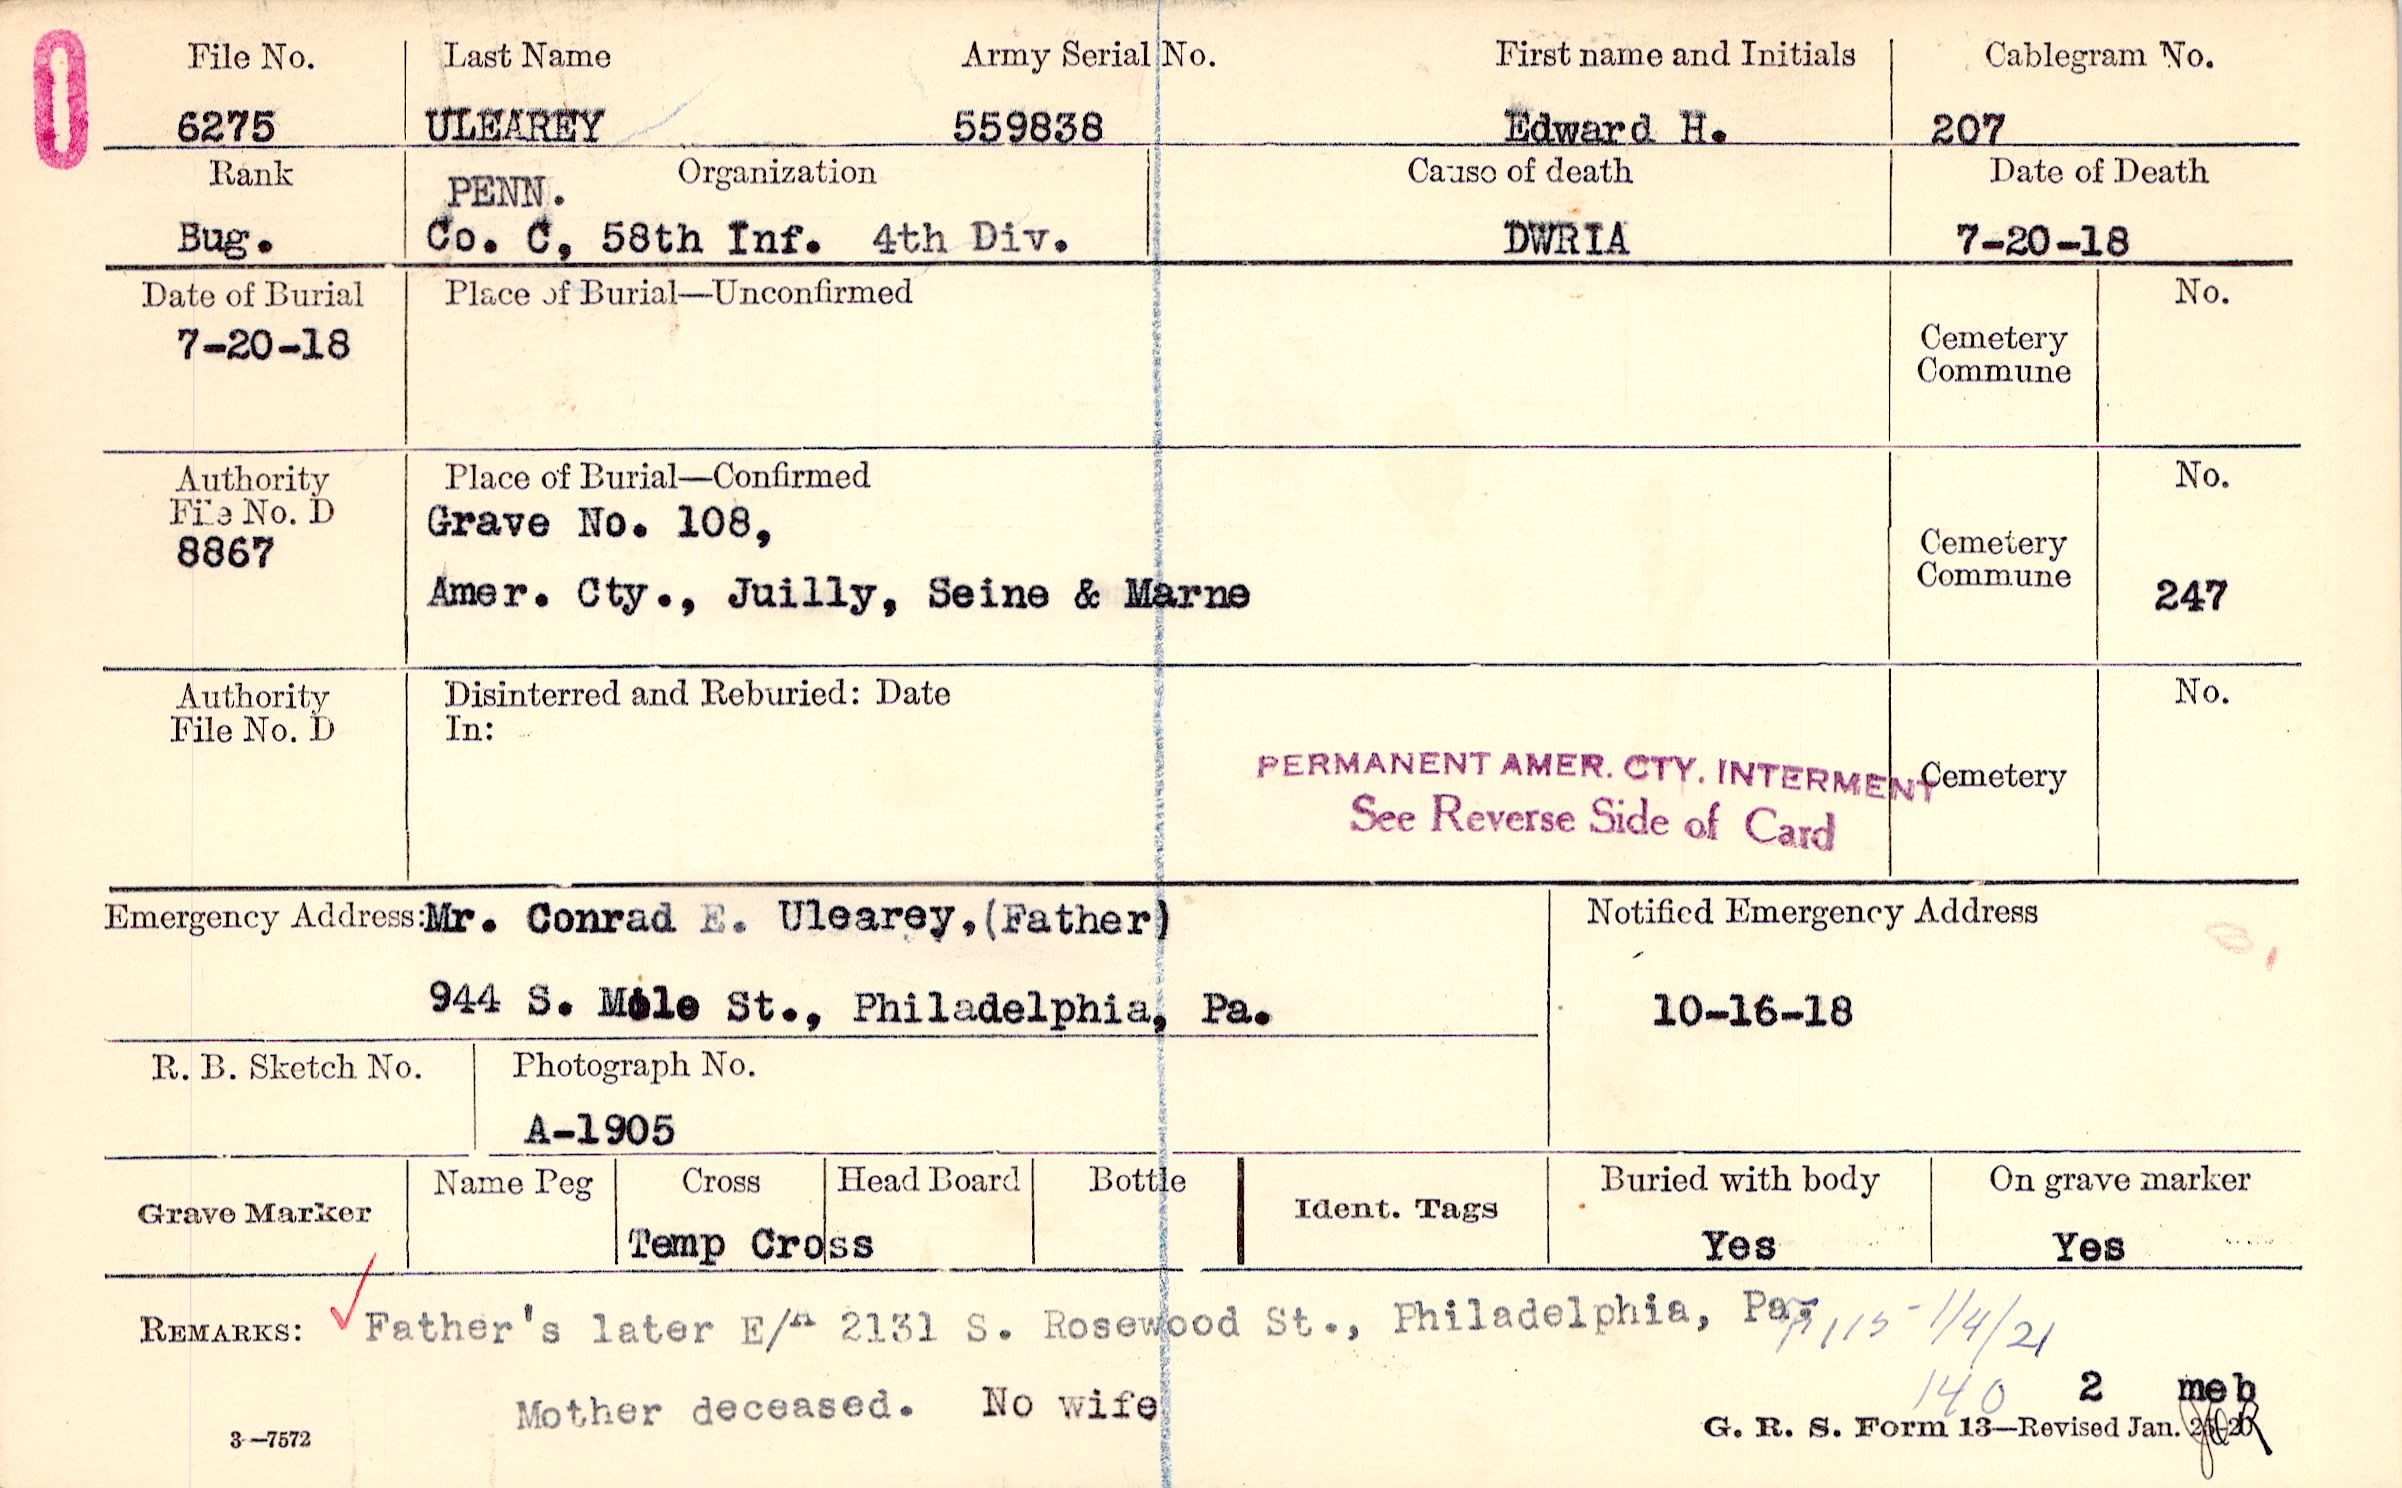 File No. Last Name Army Serial No. First name and Initials Cablegram No.
6275 ULEAREY 559838 Edward H. 207
Rank Organization Cause of death Date of Death
PENN.
Bug. Co. C, 58th Inf. 4th Div. DWRIA 7-20-18
Date of Burial Place of Burial—Unconfirmed No.
7-20-18
Cemetery
Commune
Authority Place of Burial—Confirmed No.
File No. D
8867 Grave No. 108,
Cemetery
Commune
Amer. Cty., Juilly, Seine & Marne 247
Authority Disinterred and Reburied: Date No.
File No. D In:
PERMANENT AMER. CTY. INTERMENT
Cemetery
See Reverse Side of Card
Emergency Address: Mr. Conrad E. Ulearey, (Father) Notified Emergency Address
944 S. Mole St., Philadelphia, Pa. 10-16-18
R. B. Sketch No. Photograph No.
A-1905
Grave Marker Name Peg Cross Head Board Bottle Ident. Tags Buried with body On grave marker
Temp Cross Yes Yes
REMARKS: Father's later E/A 2131 S. Rosewood St., Philadelphia, Pa.
1/4/21
140 2 meb
Mother deceased. No wife
3—7572 G. R. S. Form 13—Revised Jan.